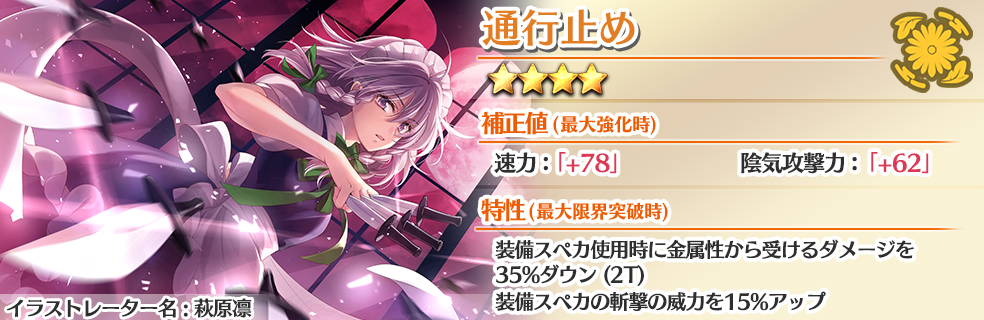 通行止め
補正値 (最大強化時)
速力：「+78」 陰気攻撃力：「+62」
特性 (最大限界突破時)
装備スペカ使用時に金属性から受けるダメージを
35%ダウン (2T)
装備スペカの斬撃の威力を15%アップ
イラストレーター名 : 萩原凛